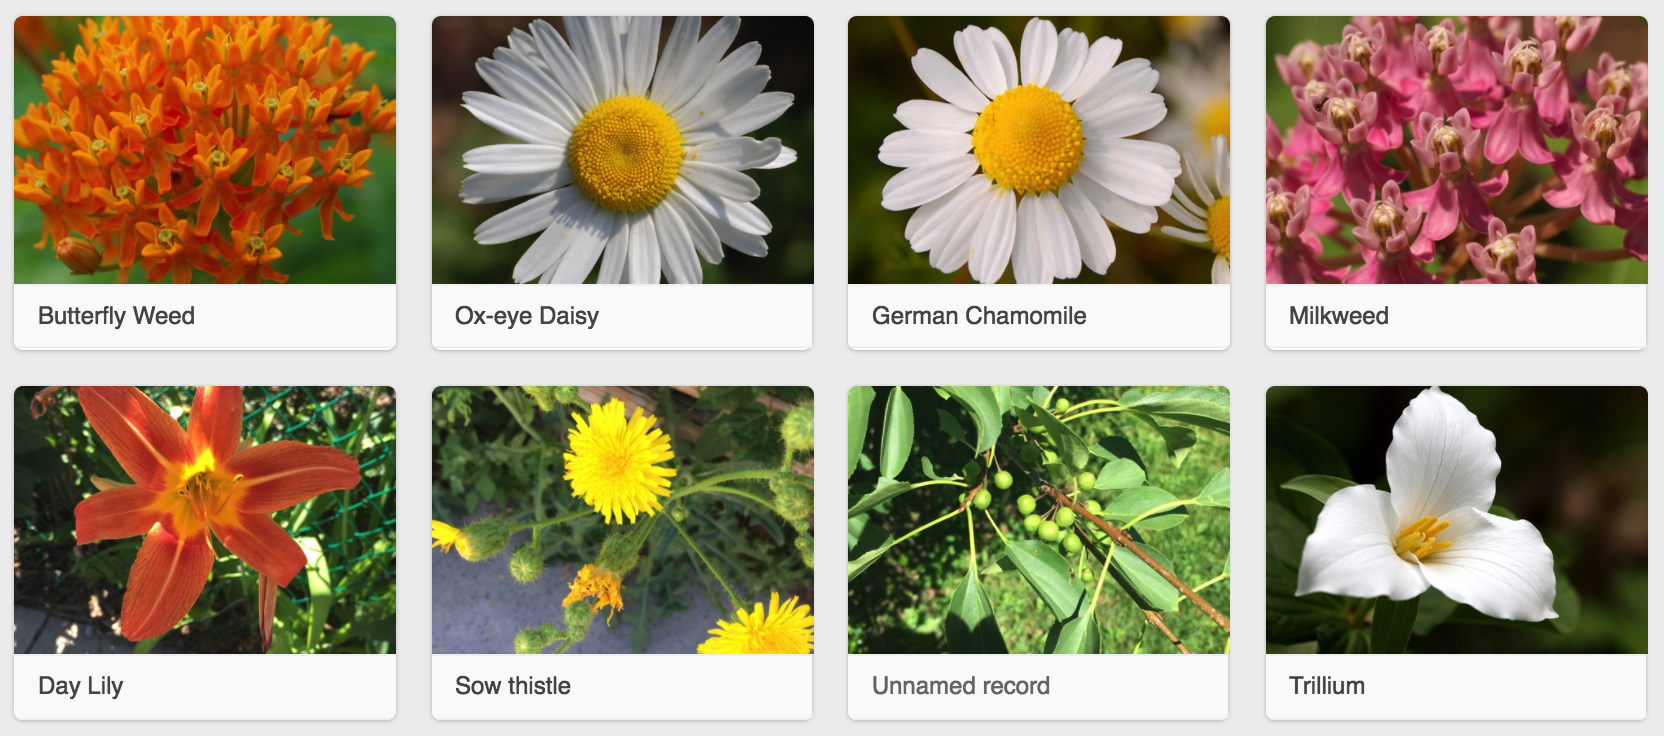 Butterfly Weed
Ox-eye Daisy
German Chamomile
Milkweed
Day Lily
Sow thistle
Unnamed record
Trillium